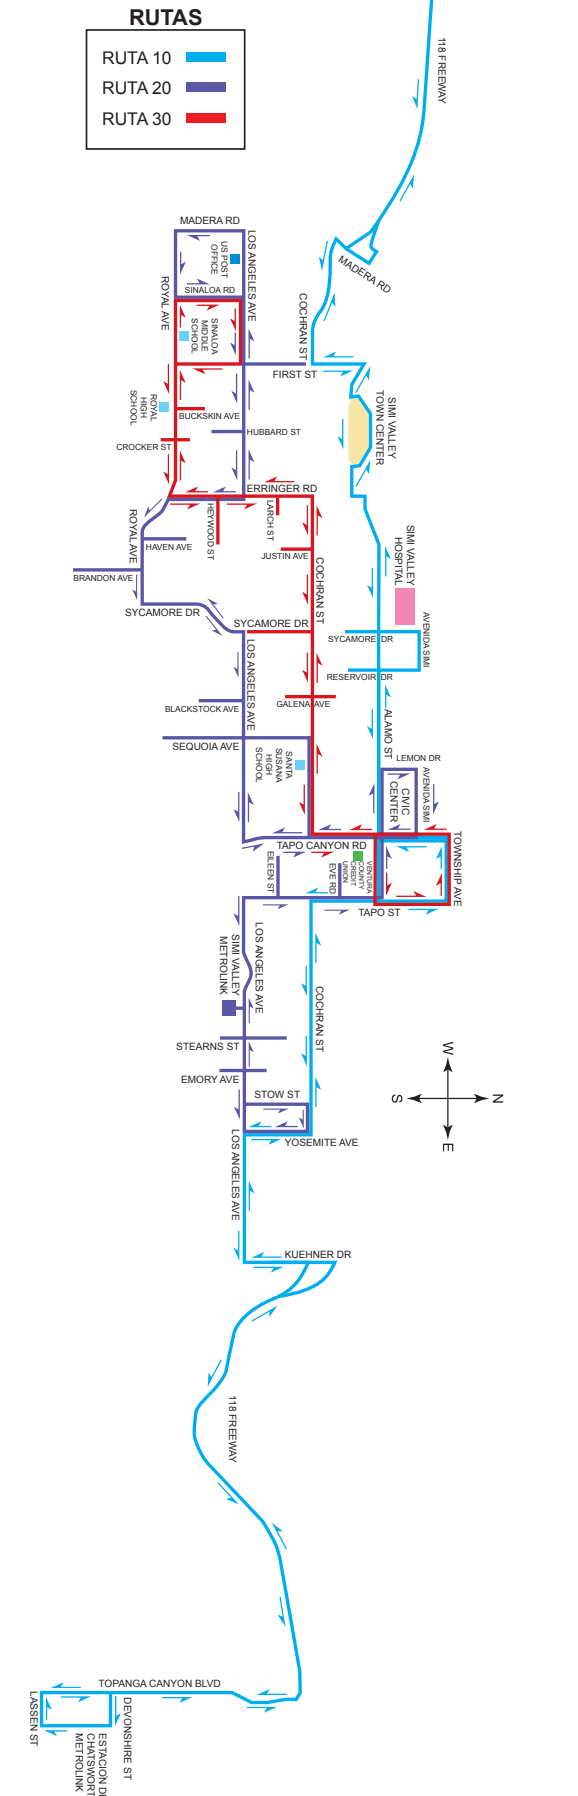 RUTAS
RUTA 10
RUTA 20
RUTA 30
118 FREEWAY
MADERA RD
MADERA RD
US POST
OFFICE
LOS ANGELES AVE
SINALOA RD
ROYAL AVE
SINALOA
MIDDLE
SCHOOL
COCHRAN ST
FIRST ST
SIMI VALLEY
TOWN CENTER
ROYAL
HIGH
SCHOOL
BUCKSKIN AVE
HUBBARD ST
CROCKER ST
ERRINGER RD
HEYWOOD ST
LARCH ST
ROYAL AVE
HAVEN AVE
JUSTIN AVE
BRANDON AVE
COCHRAN ST
SIMI VALLEY
HOSPITAL
SYCAMORE DR
SYCAMORE DR
SYCAMORE DR
AVENIDA SIMI
RESERVOIR DR
LOS ANGELES AVE
BLACKSTOCK AVE
GALENA AVE
ALAMO ST
SEQUOIA AVE
SANTA
SUSANA
HIGH
SCHOOL
LEMON DR
CIVIC
CENTER
AVENIDA SIMI
TAPO CANYON RD
TOWNSHIP AVE
EILEEN ST
EVE RD
VENTURA
COUNTY
CREDIT
UNION
TAPO ST
LOS ANGELES AVE
SIMI VALLEY
METROLINK
COCHRAN ST
STEARNS ST
EMORY AVE
STOW ST
W
N
S
E
YOSEMITE AVE
LOS ANGELES AVE
KUEHNER DR
118 FREEWAY
TOPANGA CANYON BLVD
LASSEN ST
DEVONSHIRE ST
ESTACIÓN DE
CHATSWORT
METROLINK